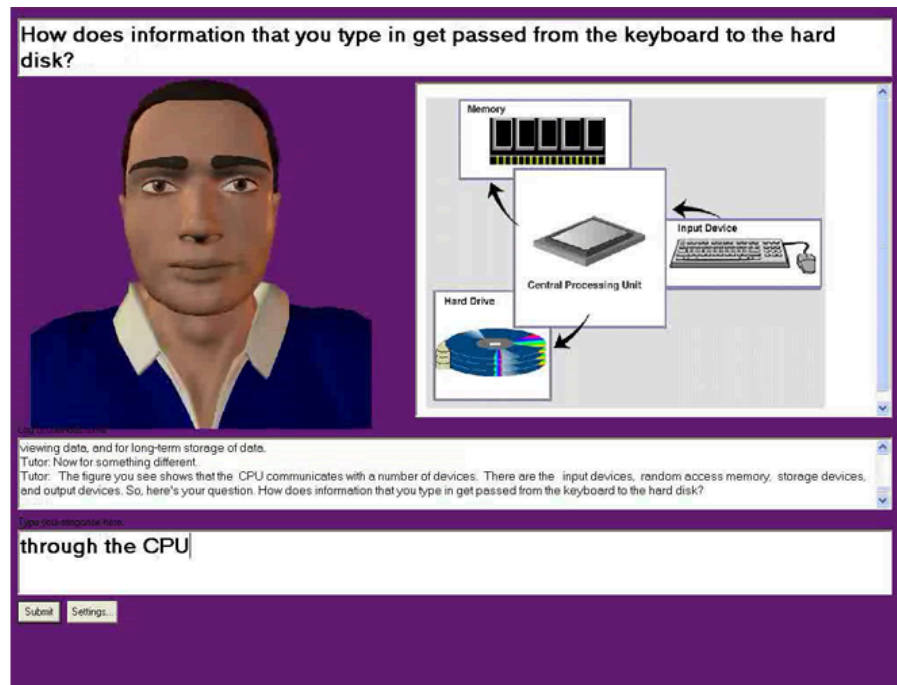 How does information that you type in get passed from the keyboard to the hard
disk?
Memory
Input Device
Central Processing Unit
Hard Drive
viewing data, and for long-term storage of data.
Tutor: Now for something different.
Tutor: The figure you see shows that the CPU communicates with a number of devices. There are the input devices, random access memory, storage devices,
and output devices. So, here's your question. How does information that you type in get passed from the keyboard to the hard disk?
Type your response here:
through the CPU
Submit Settings...